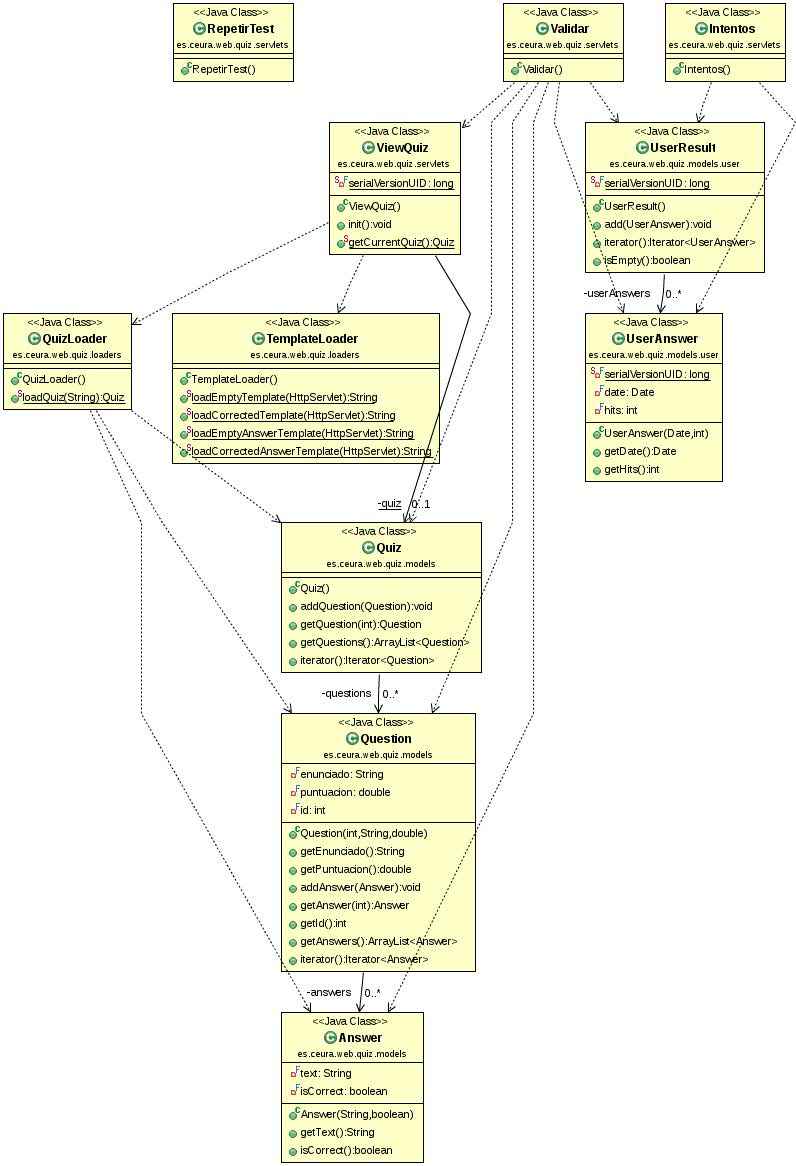 <<Java Class>>
RepetirTest
es.ceura.web.quiz.servlets
RepetirTest()
<<Java Class>>
Validar
es.ceura.web.quiz.servlets
Validar()
<<Java Class>>
Intentos
es.ceura.web.quiz.servlets
Intentos()
<<Java Class>>
ViewQuiz
es.ceura.web.quiz.servlets
serialVersionUID: long
ViewQuiz()
init():void
getCurrentQuiz():Quiz
<<Java Class>>
UserResult
es.ceura.web.quiz.models.user
serialVersionUID: long
UserResult()
add(UserAnswer):void
iterator():Iterator<UserAnswer>
isEmpty():boolean
-userAnswers 0..*
<<Java Class>>
QuizLoader
es.ceura.web.quiz.loaders
QuizLoader()
loadQuiz(String):Quiz
<<Java Class>>
TemplateLoader
es.ceura.web.quiz.loaders
TemplateLoader()
loadEmptyTemplate(HttpServlet):String
loadCorrectedTemplate(HttpServlet):String
loadEmptyAnswerTemplate(HttpServlet):String
loadCorrectedAnswerTemplate(HttpServlet):String
<<Java Class>>
UserAnswer
es.ceura.web.quiz.models.user
serialVersionUID: long
date: Date
hits: int
UserAnswer(Date,int)
getDate():Date
getHits():int
-quiz 0..1
<<Java Class>>
Quiz
es.ceura.web.quiz.models
Quiz()
addQuestion(Question):void
getQuestion(int):Question
getQuestions():ArrayList<Question>
iterator():Iterator<Question>
-questions 0..*
<<Java Class>>
Question
es.ceura.web.quiz.models
enunciado: String
puntuacion: double
id: int
Question(int,String,double)
getEnunciado():String
getPuntuacion():double
addAnswer(Answer):void
getAnswer(int):Answer
getId():int
getAnswers():ArrayList<Answer>
iterator():Iterator<Answer>
-answers 0..*
<<Java Class>>
Answer
es.ceura.web.quiz.models
text: String
isCorrect: boolean
Answer(String,boolean)
getText():String
isCorrect():boolean